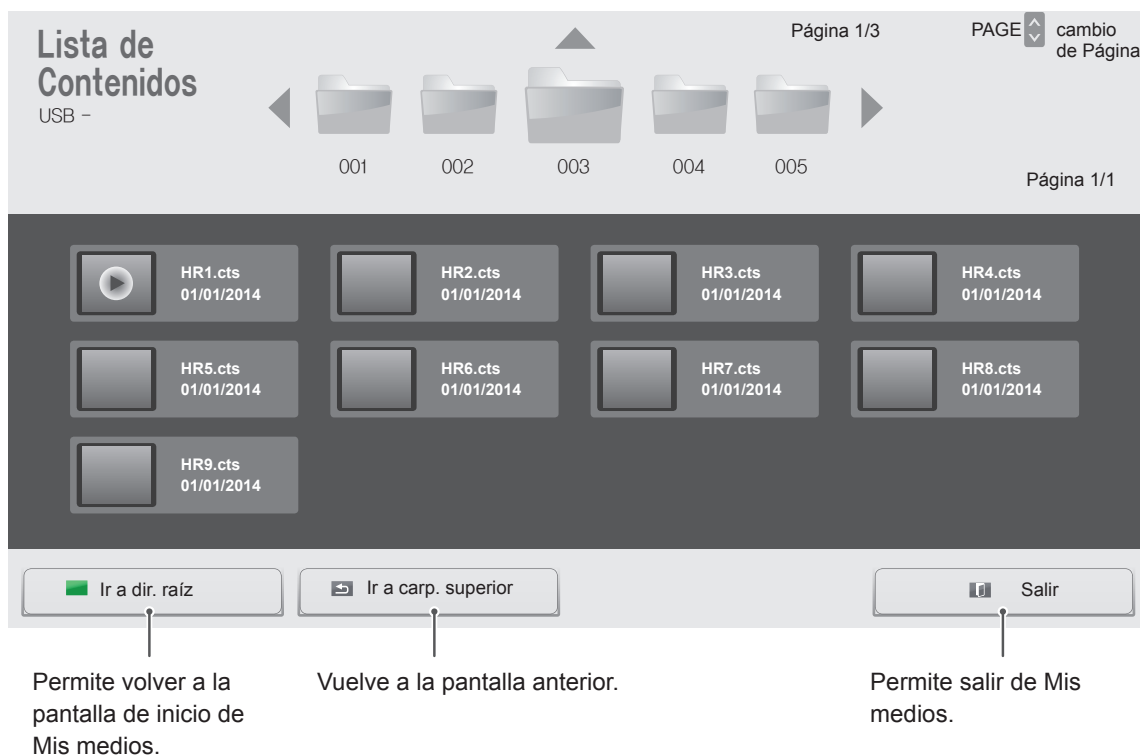 Lista de
Contenidos
USB -
Página 1/3
PAGE
cambio
de Página
001
002
003
004
005
Página 1/1
HR1.cts
01/01/2014
HR2.cts
01/01/2014
HR3.cts
01/01/2014
HR4.cts
01/01/2014
HR5.cts
01/01/2014
HR6.cts
01/01/2014
HR7.cts
01/01/2014
HR8.cts
01/01/2014
HR9.cts
01/01/2014
Ir a dir. raíz
Ir a carp. superior
Salir
Permite volver a la
pantalla de inicio de
Mis medios.
Vuelve a la pantalla anterior.
Permite salir de Mis
medios.